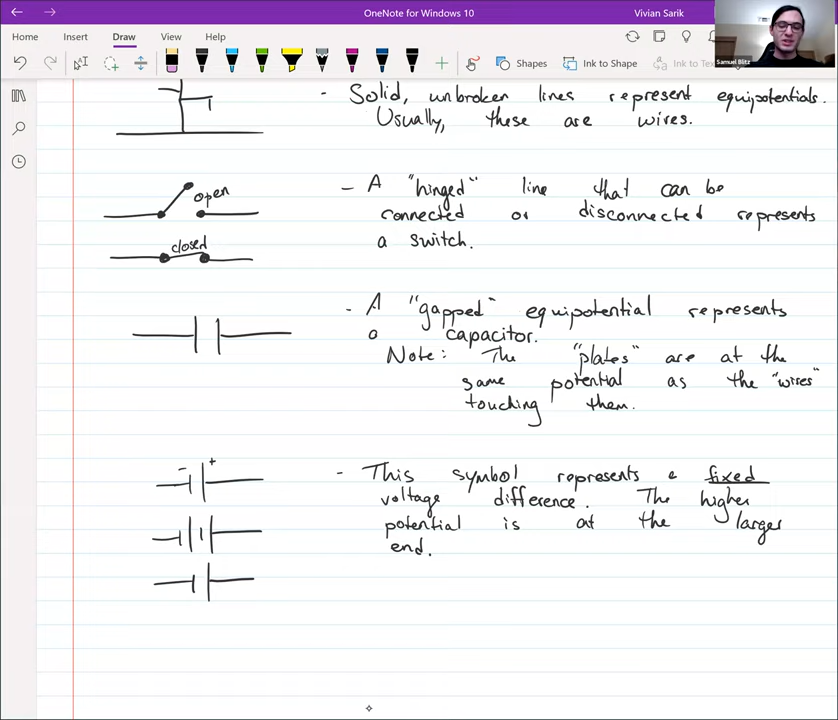 OneNote for Windows 10
Vivian Sarik
Home
Insert
Draw
View
Help
Samuel Blitz
Shapes
Ink to Shape
Ink to Tex
- Solid, unbroken lines represent equipotentials.
Usually, these are wires.
open
closed
- A "hinged" line that can be
connected or disconnected represents
a switch.
- A "gapped" equipotential represents
a capacitor.
Note: The "plates" are at the
same potential as the "wires"
touching them.
- +
- This symbol represents a fixed
voltage difference. The higher
potential is at the larger
end.